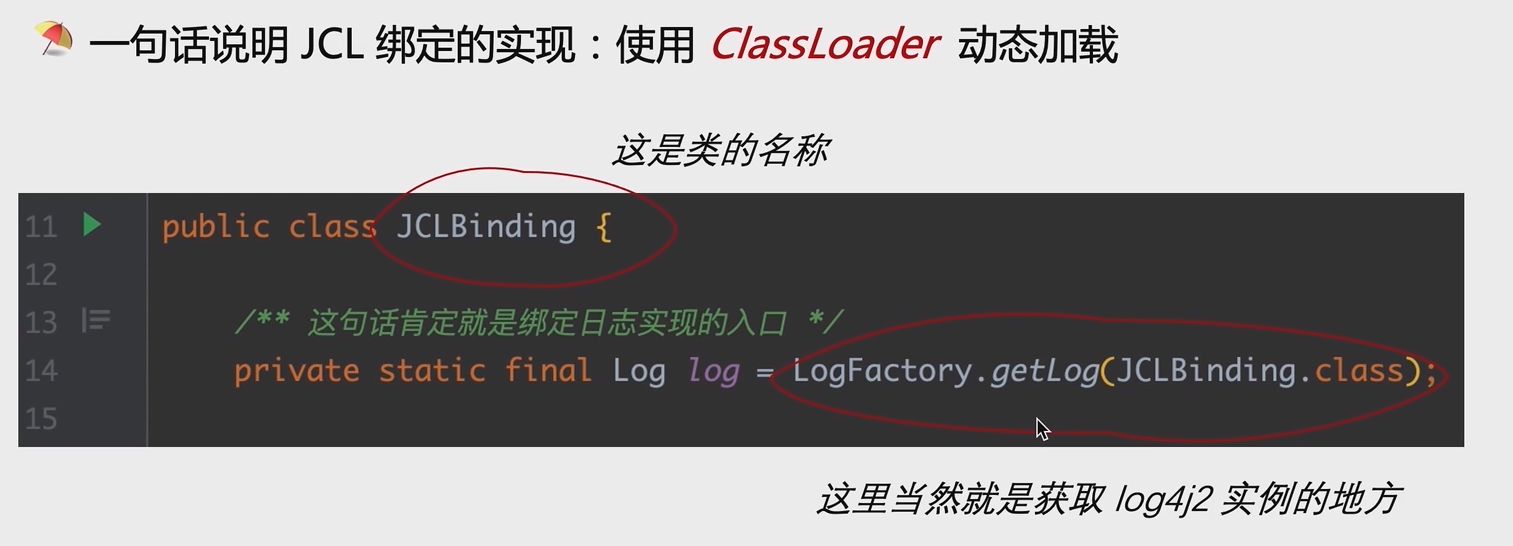 一句话说明 JCL 绑定的实现：使用 ClassLoader 动态加载
这是类的名称
11 public class JCLBinding {
12
13 /** 这句话肯定就是绑定日志实现的入口 */
14 private static final Log log = LogFactory.getLog(JCLBinding.class);
15
这里当然就是获取 log4j2 实例的地方